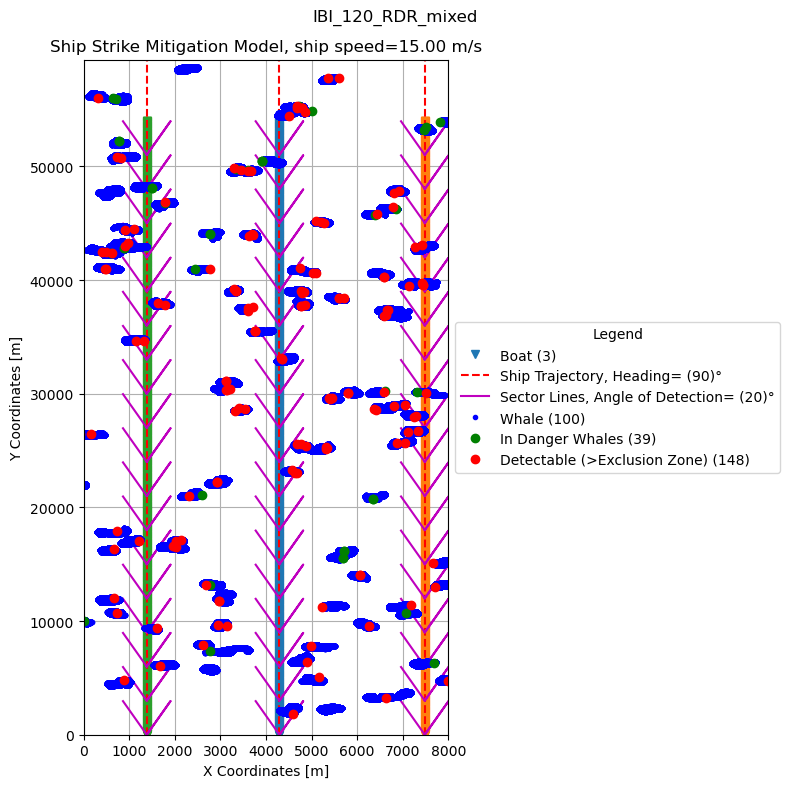 IBI_120_RDR_mixed
Ship Strike Mitigation Model, ship speed=15.00 m/s
Y Coordinates [m]
50000
40000
30000
20000
10000
0
0 1000 2000 3000 4000 5000 6000 7000 8000
X Coordinates [m]
Legend
Boat (3)
Ship Trajectory, Heading= (90)°
Sector Lines, Angle of Detection= (20)°
Whale (100)
In Danger Whales (39)
Detectable (>Exclusion Zone) (148)